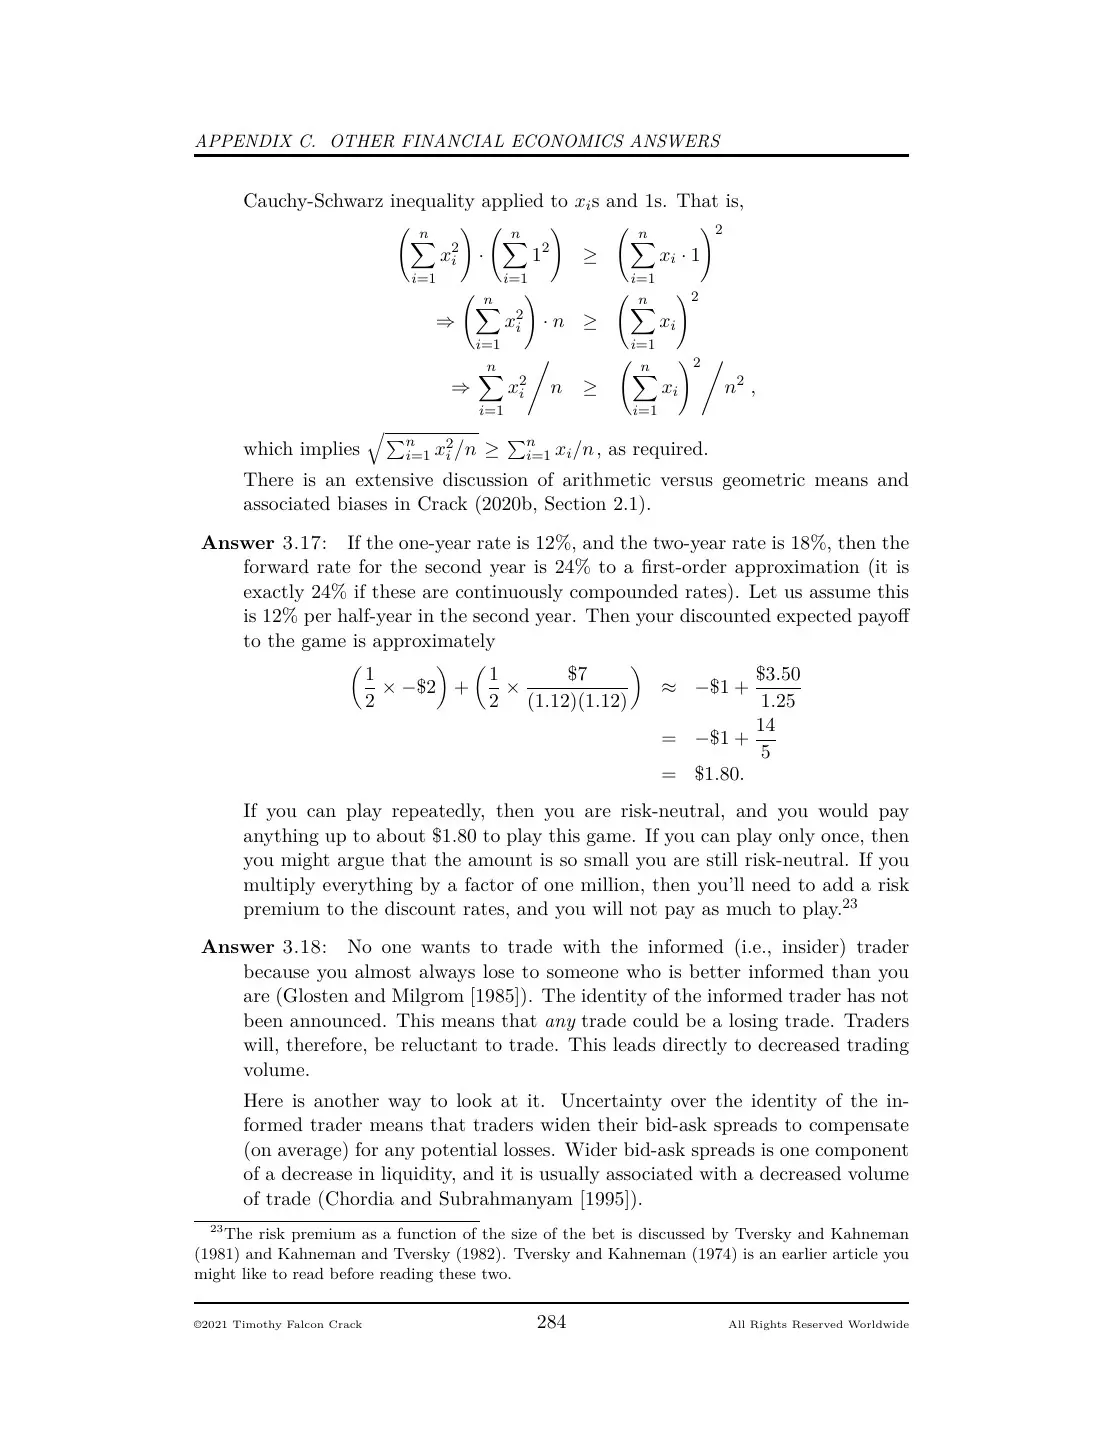 APPENDIX C. OTHER FINANCIAL ECONOMICS ANSWERS
Cauchy-Schwarz inequality applied to xᵢs and 1s. That is,
(∑ⁿᵢ₌₁ xᵢ²) · (∑ⁿᵢ₌₁ 1²) ≥ (∑ⁿᵢ₌₁ xᵢ · 1)²
⇒ (∑ⁿᵢ₌₁ xᵢ²) · n ≥ (∑ⁿᵢ₌₁ xᵢ)²
⇒ ∑ⁿᵢ₌₁ xᵢ² / n ≥ (∑ⁿᵢ₌₁ xᵢ)² / n² ,
which implies √(∑ⁿᵢ₌₁ xᵢ²/n) ≥ ∑ⁿᵢ₌₁ xᵢ/n, as required.
There is an extensive discussion of arithmetic versus geometric means and
associated biases in Crack (2020b, Section 2.1).
Answer 3.17: If the one-year rate is 12%, and the two-year rate is 18%, then the
forward rate for the second year is 24% to a first-order approximation (it is
exactly 24% if these are continuously compounded rates). Let us assume this
is 12% per half-year in the second year. Then your discounted expected payoff
to the game is approximately
(1/2 × −$2) + (1/2 × $7/(1.12)(1.12)) ≈ −$1 + $3.50/1.25
= −$1 + 14/5
= $1.80.
If you can play repeatedly, then you are risk-neutral, and you would pay
anything up to about $1.80 to play this game. If you can play only once, then
you might argue that the amount is so small you are still risk-neutral. If you
multiply everything by a factor of one million, then you'll need to add a risk
premium to the discount rates, and you will not pay as much to play.²³
Answer 3.18: No one wants to trade with the informed (i.e., insider) trader
because you almost always lose to someone who is better informed than you
are (Glosten and Milgrom [1985]). The identity of the informed trader has not
been announced. This means that any trade could be a losing trade. Traders
will, therefore, be reluctant to trade. This leads directly to decreased trading
volume.
Here is another way to look at it. Uncertainty over the identity of the in-
formed trader means that traders widen their bid-ask spreads to compensate
(on average) for any potential losses. Wider bid-ask spreads is one component
of a decrease in liquidity, and it is usually associated with a decreased volume
of trade (Chordia and Subrahmanyam [1995]).
²³The risk premium as a function of the size of the bet is discussed by Tversky and Kahneman
(1981) and Kahneman and Tversky (1982). Tversky and Kahneman (1974) is an earlier article you
might like to read before reading these two.
©2021 Timothy Falcon Crack 284 All Rights Reserved Worldwide